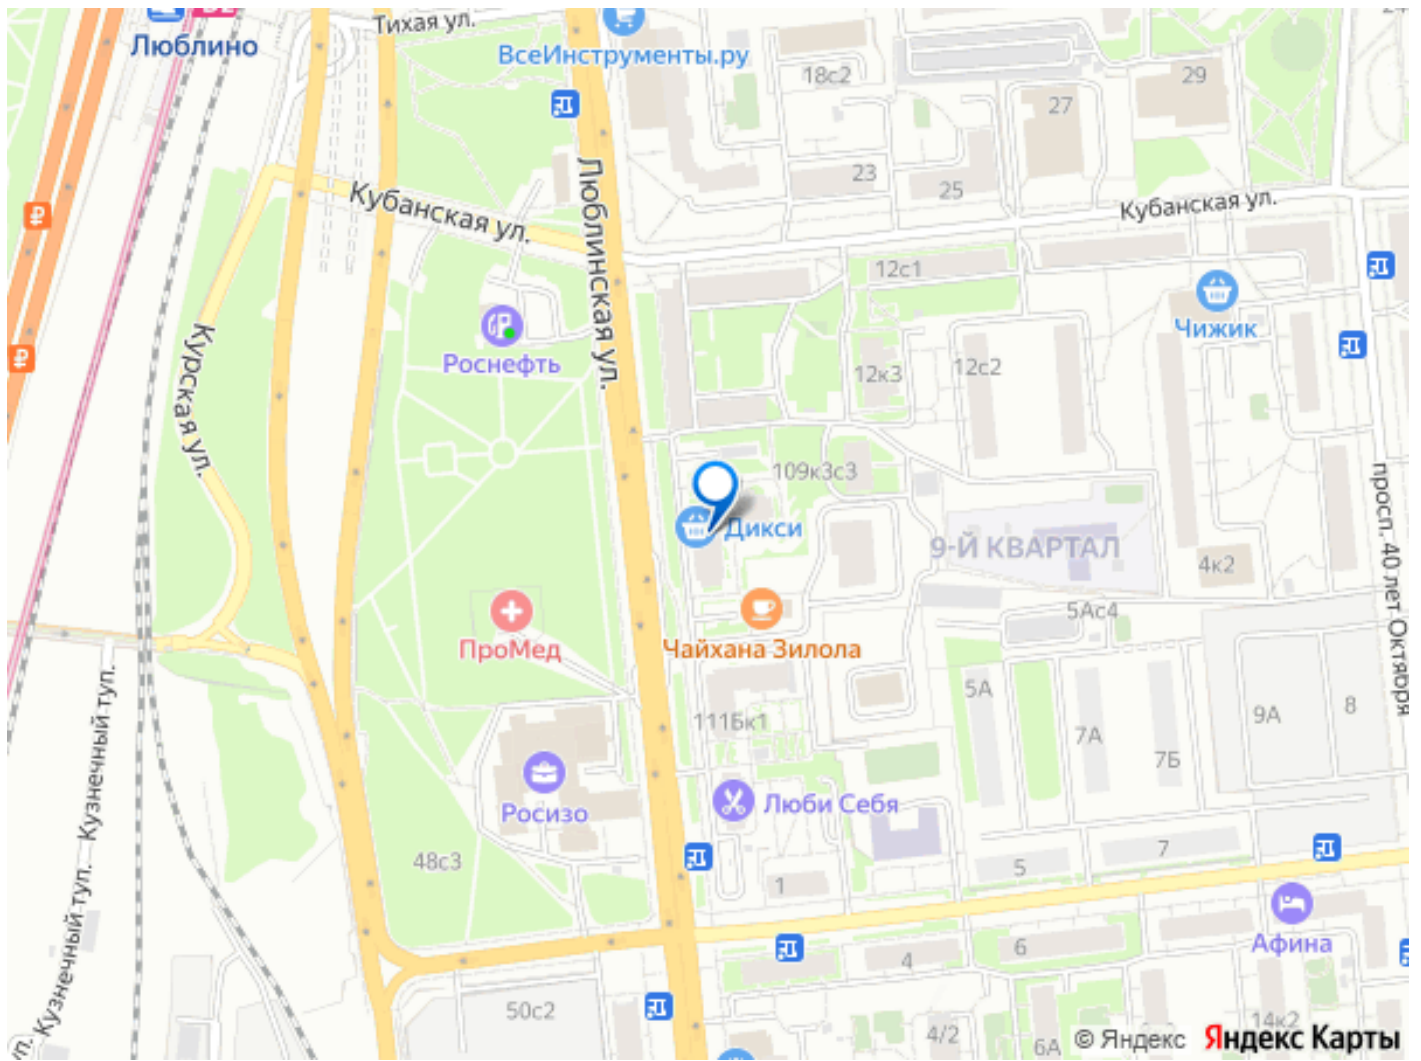 D2
Люблино
Тихая ул.
ВсеИнструменты.ру
18с2
29
27
23
25
Кубанская ул.
Кубанская ул.
Люблинская ул.
12с1
Чижик
Роснефть
Курская ул.
12к3
12с2
109к3с3
Дикси
9-Й КВАРТАЛ
4к2
просп. 40 лет Октября
5Ас4
ПроМед
Чайхана Зилола
5А
111Бк1
7А
7Б
9А
8
Кузнечный туп.
Кузнечный туп.
Росизо
Люби Себя
48с3
1
5
7
Афина
4
6
50с2
4/2
6А
14к2
© Яндекс Яндекс Карты